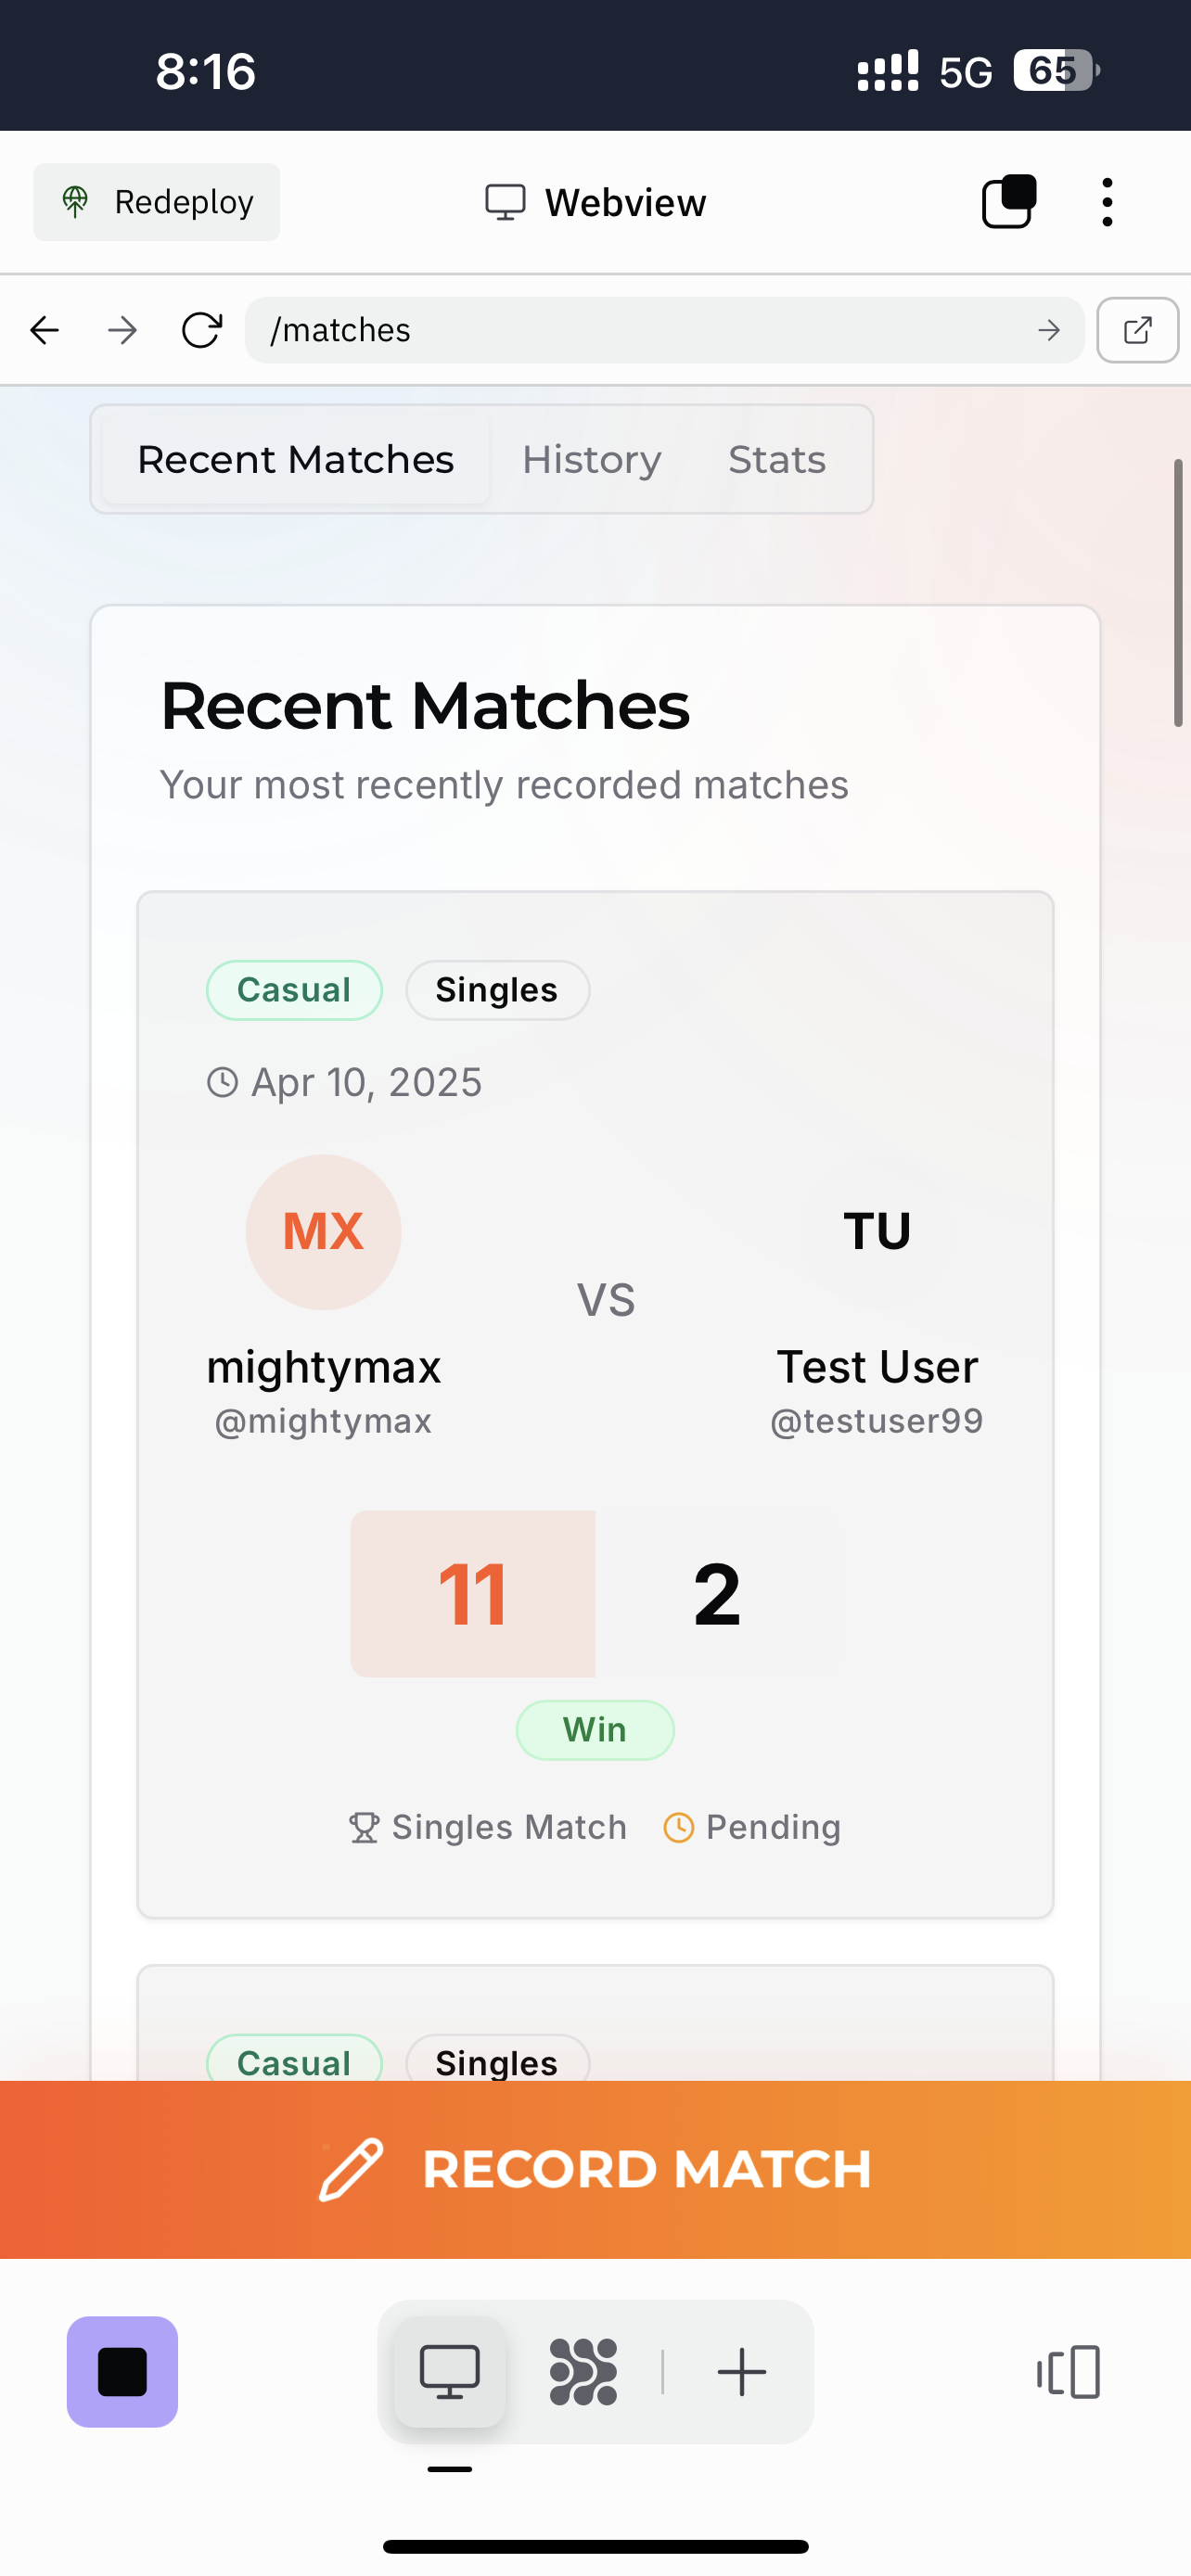 8:16
5G
65
Redeploy
Webview
/matches
Recent Matches
History
Stats
Recent Matches
Your most recently recorded matches
Casual
Singles
Apr 10, 2025
MX
TU
VS
mightymax
Test User
@mightymax
@testuser99
11
2
Win
Singles Match
Pending
Casual
Singles
RECORD MATCH